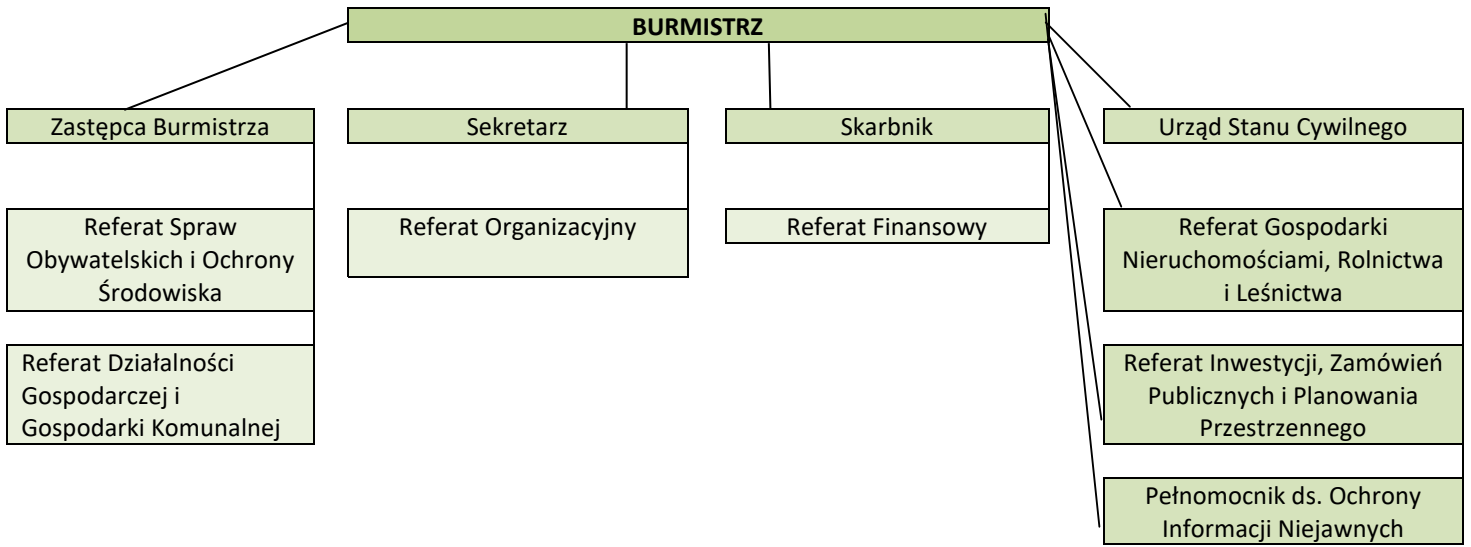 BURMISTRZ
Zastępca Burmistrza
Sekretarz
Skarbnik
Urząd Stanu Cywilnego
Referat Spraw
Obywatelskich i Ochrony
Środowiska
Referat Organizacyjny
Referat Finansowy
Referat Gospodarki
Nieruchomościami, Rolnictwa
i Leśnictwa
Referat Działalności
Gospodarczej i
Gospodarki Komunalnej
Referat Inwestycji, Zamówień
Publicznych i Planowania
Przestrzennego
Pełnomocnik ds. Ochrony
Informacji Niejawnych